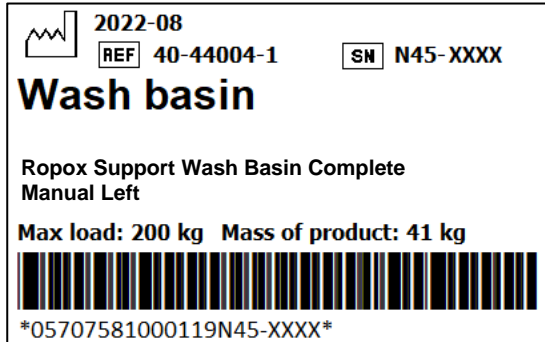 2022-08
REF 40-44004-1 SN N45-XXXX
Wash basin
Ropox Support Wash Basin Complete
Manual Left
Max load: 200 kg Mass of product: 41 kg
*05707581000119N45-XXXX*